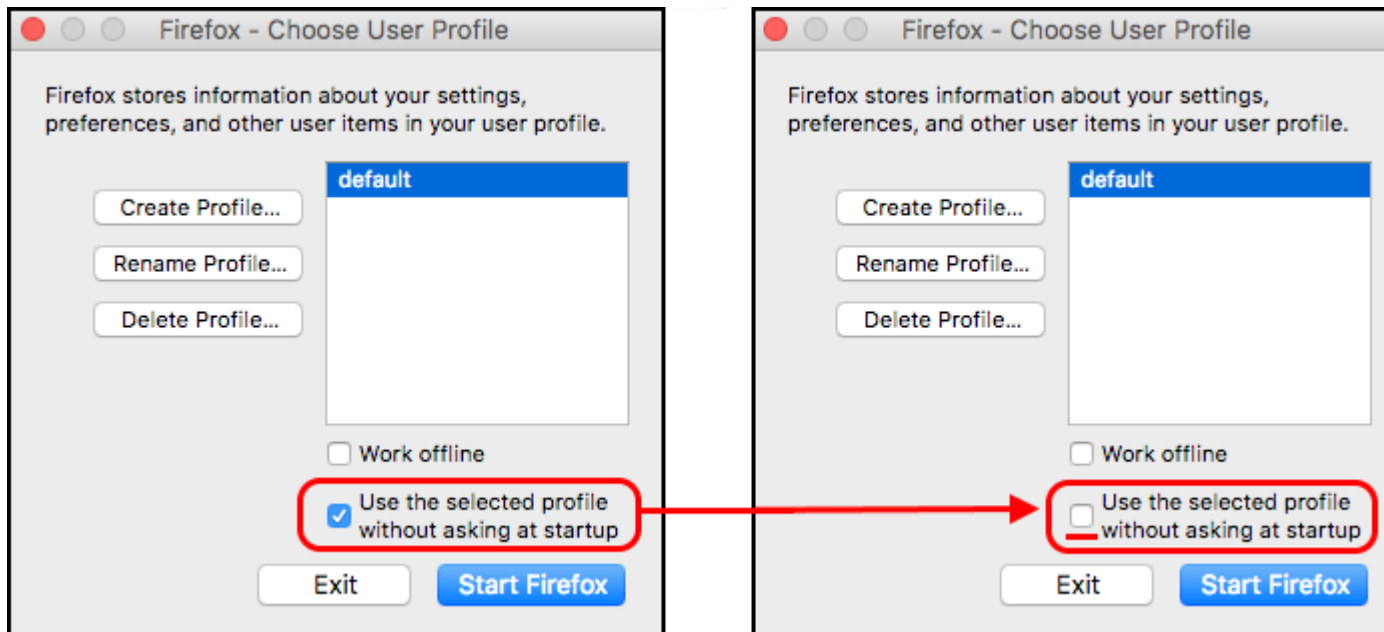 Firefox - Choose User Profile
Firefox stores information about your settings,
preferences, and other user items in your user profile.
default
Create Profile...
Rename Profile...
Delete Profile...
Work offline
Use the selected profile
without asking at startup
Exit
Start Firefox
Firefox - Choose User Profile
Firefox stores information about your settings,
preferences, and other user items in your user profile.
default
Create Profile...
Rename Profile...
Delete Profile...
Work offline
Use the selected profile
without asking at startup
Exit
Start Firefox